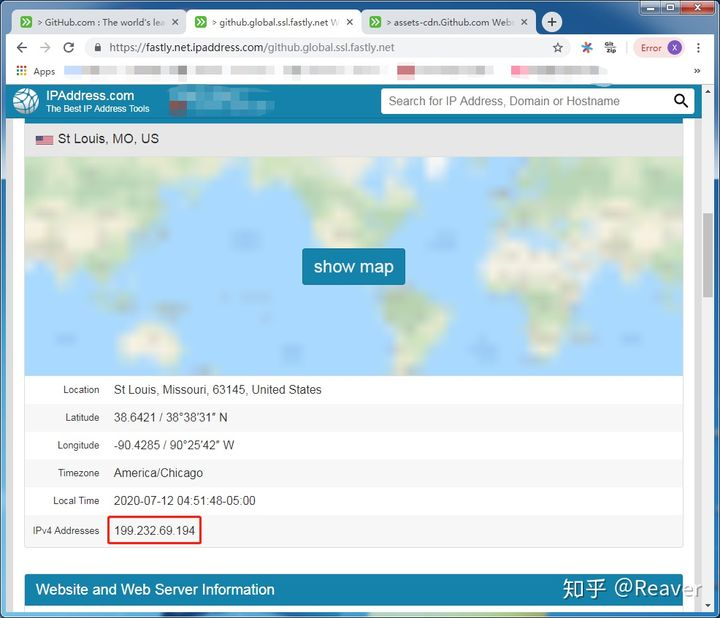 > GitHub.com : The world's lea
> github.global.ssl.fastly.net W
> assets-cdn.Github.com Web
https://fastly.net.ipaddress.com/github.global.ssl.fastly.net
Git
zip
Error X
Apps
»
IPAddress.com
The Best IP Address Tools
Search for IP Address, Domain or Hostname
St Louis, MO, US
show map
Location St Louis, Missouri, 63145, United States
Latitude 38.6421 / 38°38′31″ N
Longitude -90.4285 / 90°25′42″ W
Timezone America/Chicago
Local Time 2020-07-12 04:51:48-05:00
IPv4 Addresses 199.232.69.194
Website and Web Server Information
知乎 @Reaver